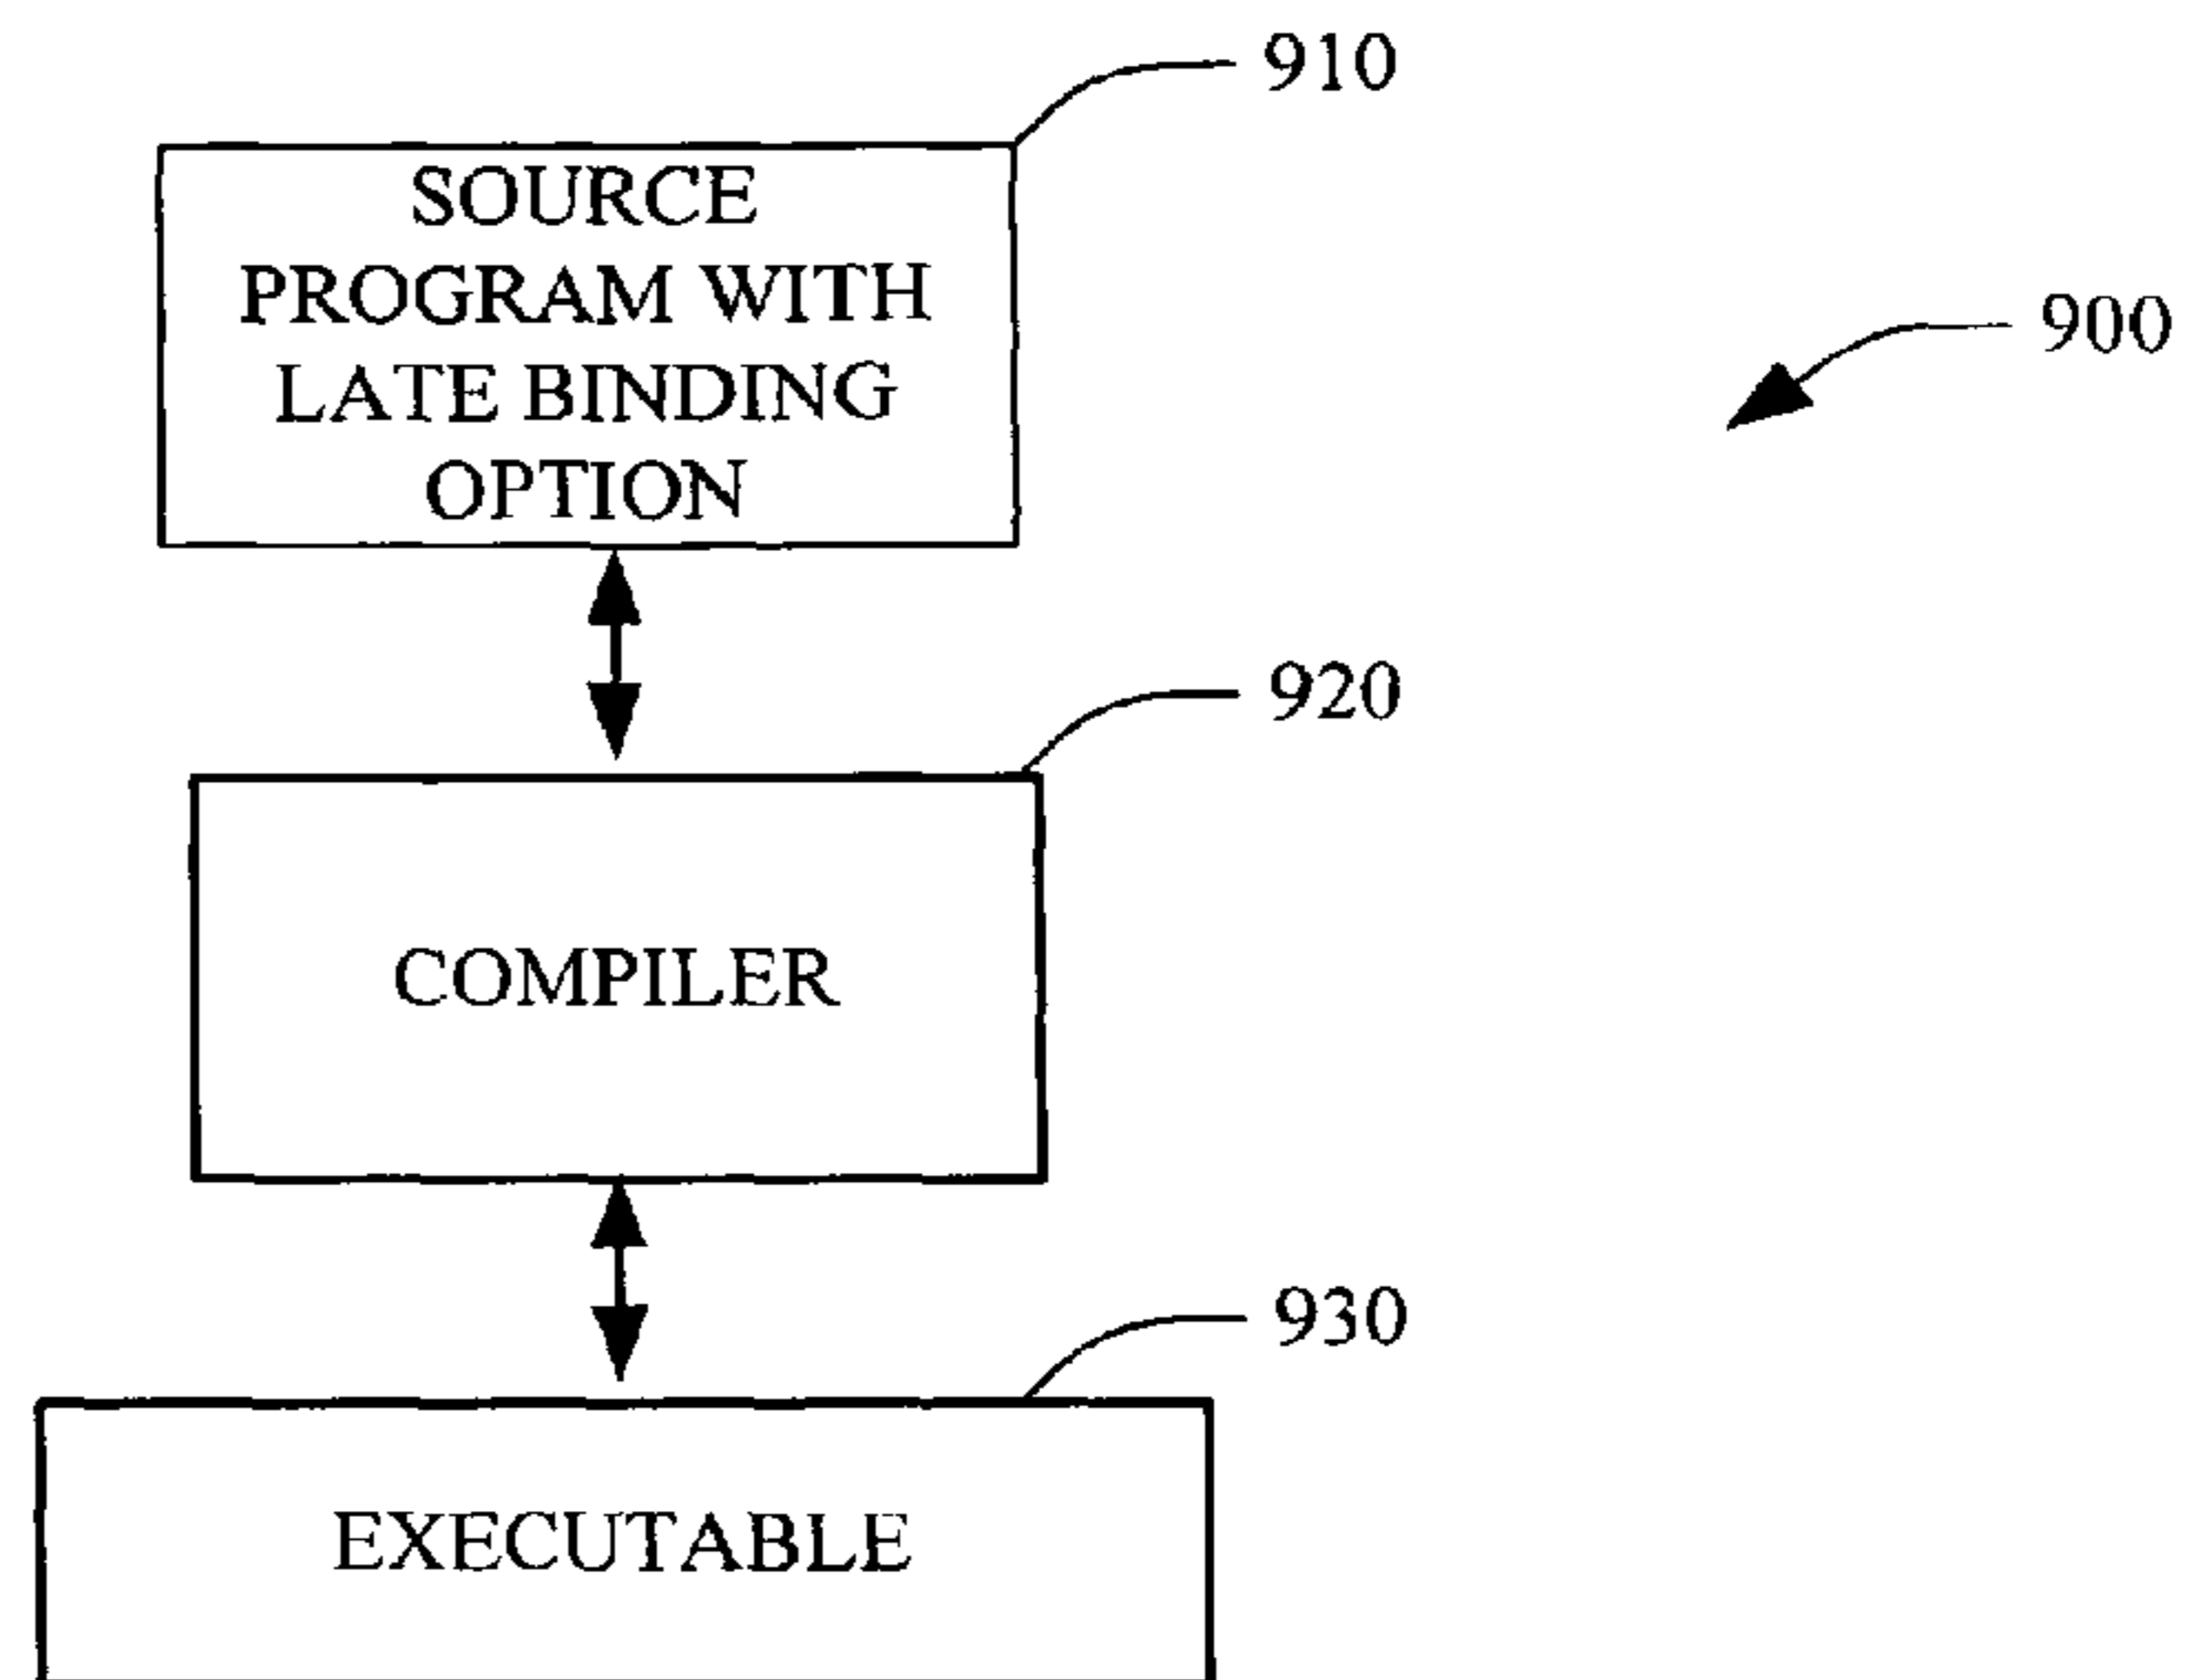 910
SOURCE
PROGRAM WITH
LATE BINDING
OPTION
900
920
COMPILER
930
EXECUTABLE